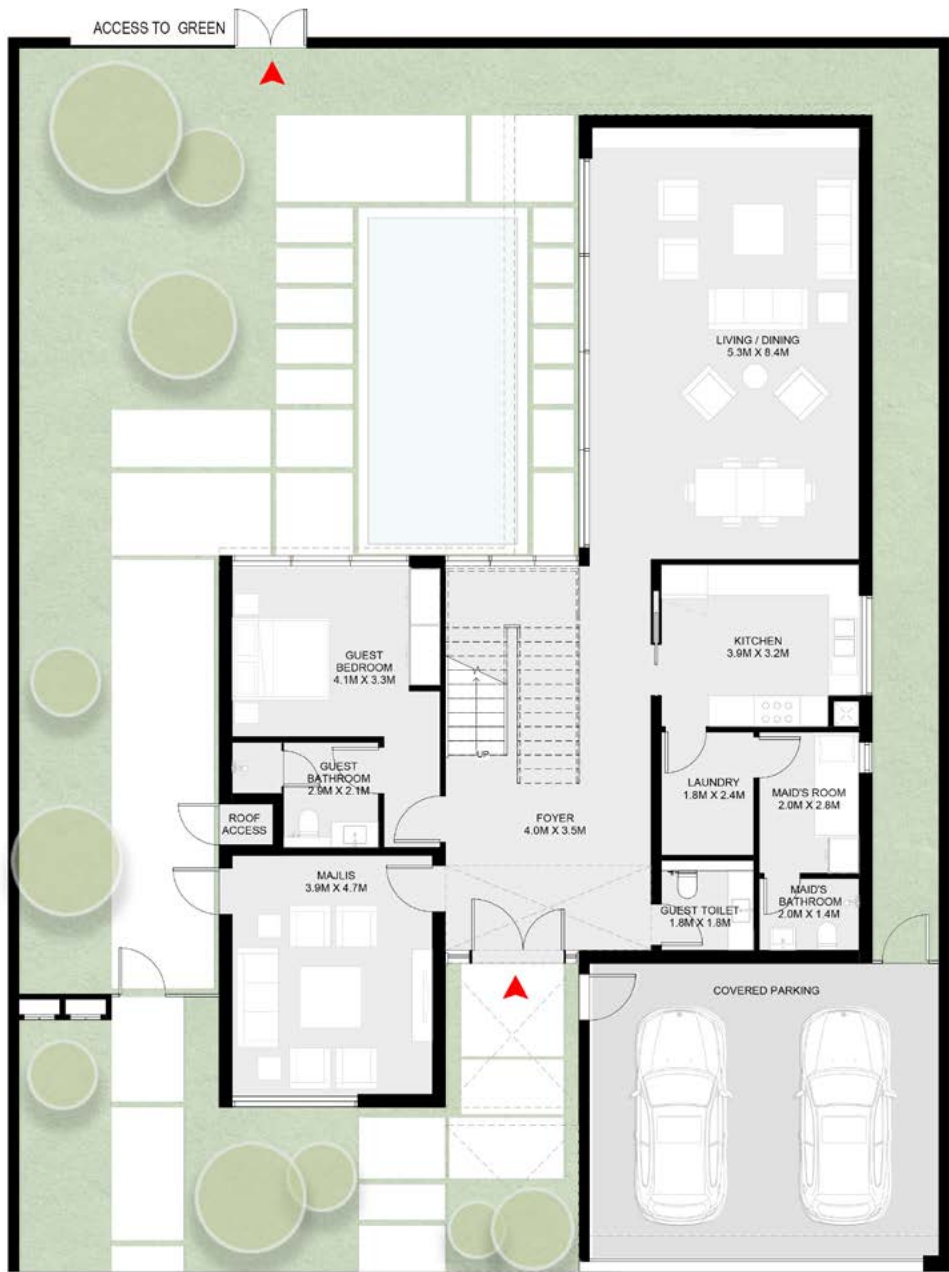 ACCESS TO GREEN
LIVING / DINING
5.3M X 8.4M
KITCHEN
3.9M X 3.2M
GUEST
BEDROOM
4.1M X 3.3M
UP
GUEST
BATHROOM
2.9M X 2.1M
LAUNDRY
1.8M X 2.4M
MAID'S ROOM
2.0M X 2.8M
ROOF
ACCESS
FOYER
4.0M X 3.5M
MAJLIS
3.9M X 4.7M
GUEST TOILET
1.8M X 1.8M
MAID'S
BATHROOM
2.0M X 1.4M
COVERED PARKING